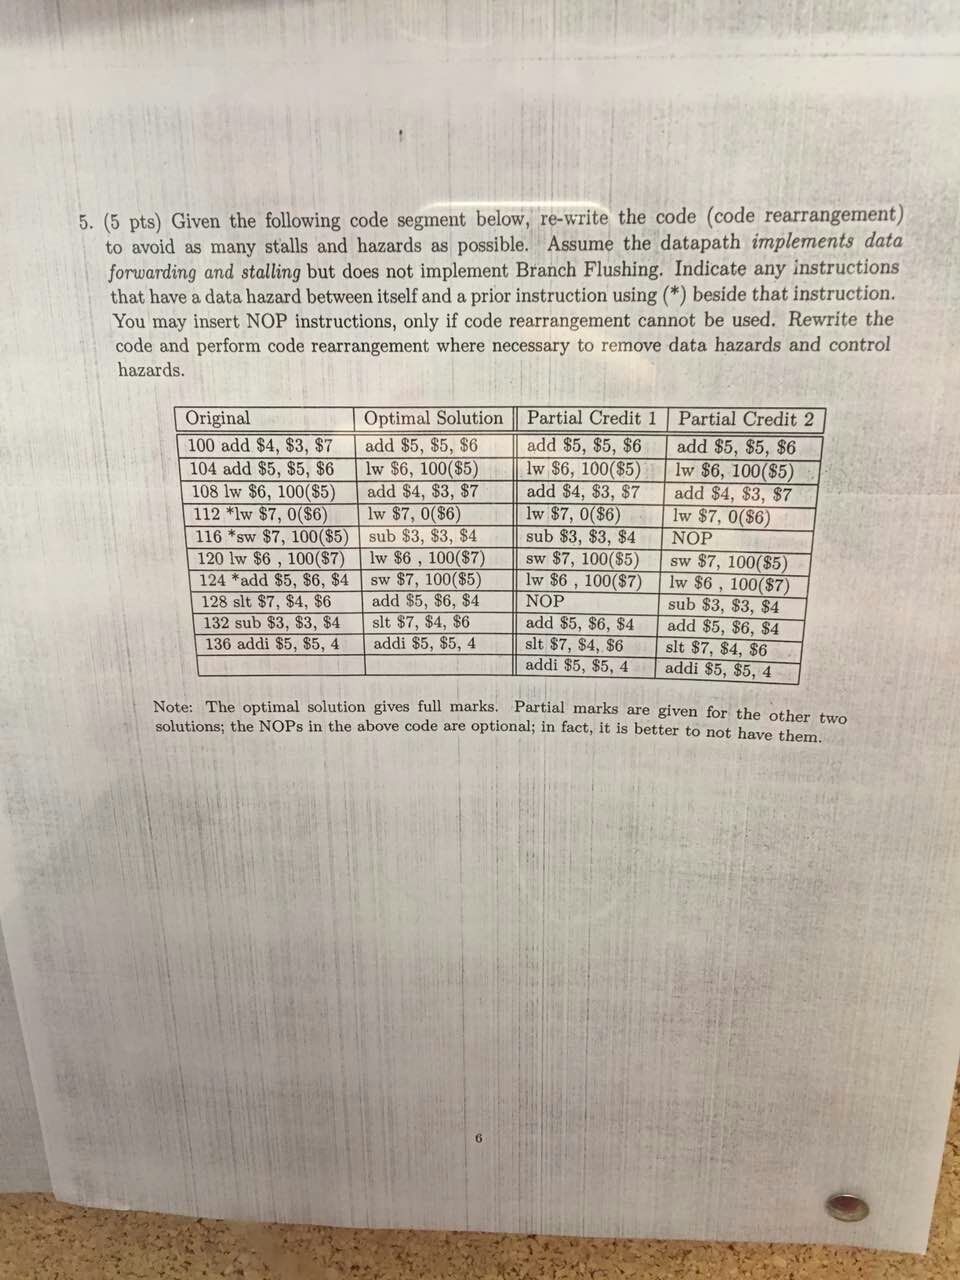 5. (5 pts) Given the following code segment below, re-write the code (code rearrangement)
to avoid as many stalls and hazards as possible. Assume the datapath implements data
forwarding and stalling but does not implement Branch Flushing. Indicate any instructions
that have a data hazard between itself and a prior instruction using (*) beside that instruction.
You may insert NOP instructions, only if code rearrangement cannot be used. Rewrite the
code and perform code rearrangement where necessary to remove data hazards and control
hazards.
Original Optimal Solution Partial Credit 1 Partial Credit 2
100 add $4, $3, $7 add $5, $5, $6 add $5, $5, $6 add $5, $5, $6
104 add $5, $5, $6 lw $6, 100($5) lw $6, 100($5) lw $6, 100($5)
108 lw $6, 100($5) add $4, $3, $7 add $4, $3, $7 add $4, $3, $7
112 *lw $7, 0($6) lw $7, 0($6) lw $7, 0($6) lw $7, 0($6)
116 *sw $7, 100($5) sub $3, $3, $4 sub $3, $3, $4 NOP
120 lw $6 , 100($7) lw $6 , 100($7) sw $7, 100($5) sw $7, 100($5)
124 *add $5, $6, $4 sw $7, 100($5) lw $6 , 100($7) lw $6 , 100($7)
128 slt $7, $4, $6 add $5, $6, $4 NOP sub $3, $3, $4
132 sub $3, $3, $4 slt $7, $4, $6 add $5, $6, $4 add $5, $6, $4
136 addi $5, $5, 4 addi $5, $5, 4 slt $7, $4, $6 slt $7, $4, $6
addi $5, $5, 4 addi $5, $5, 4
Note: The optimal solution gives full marks. Partial marks are given for the other two
solutions; the NOPs in the above code are optional; in fact, it is better to not have them.
6